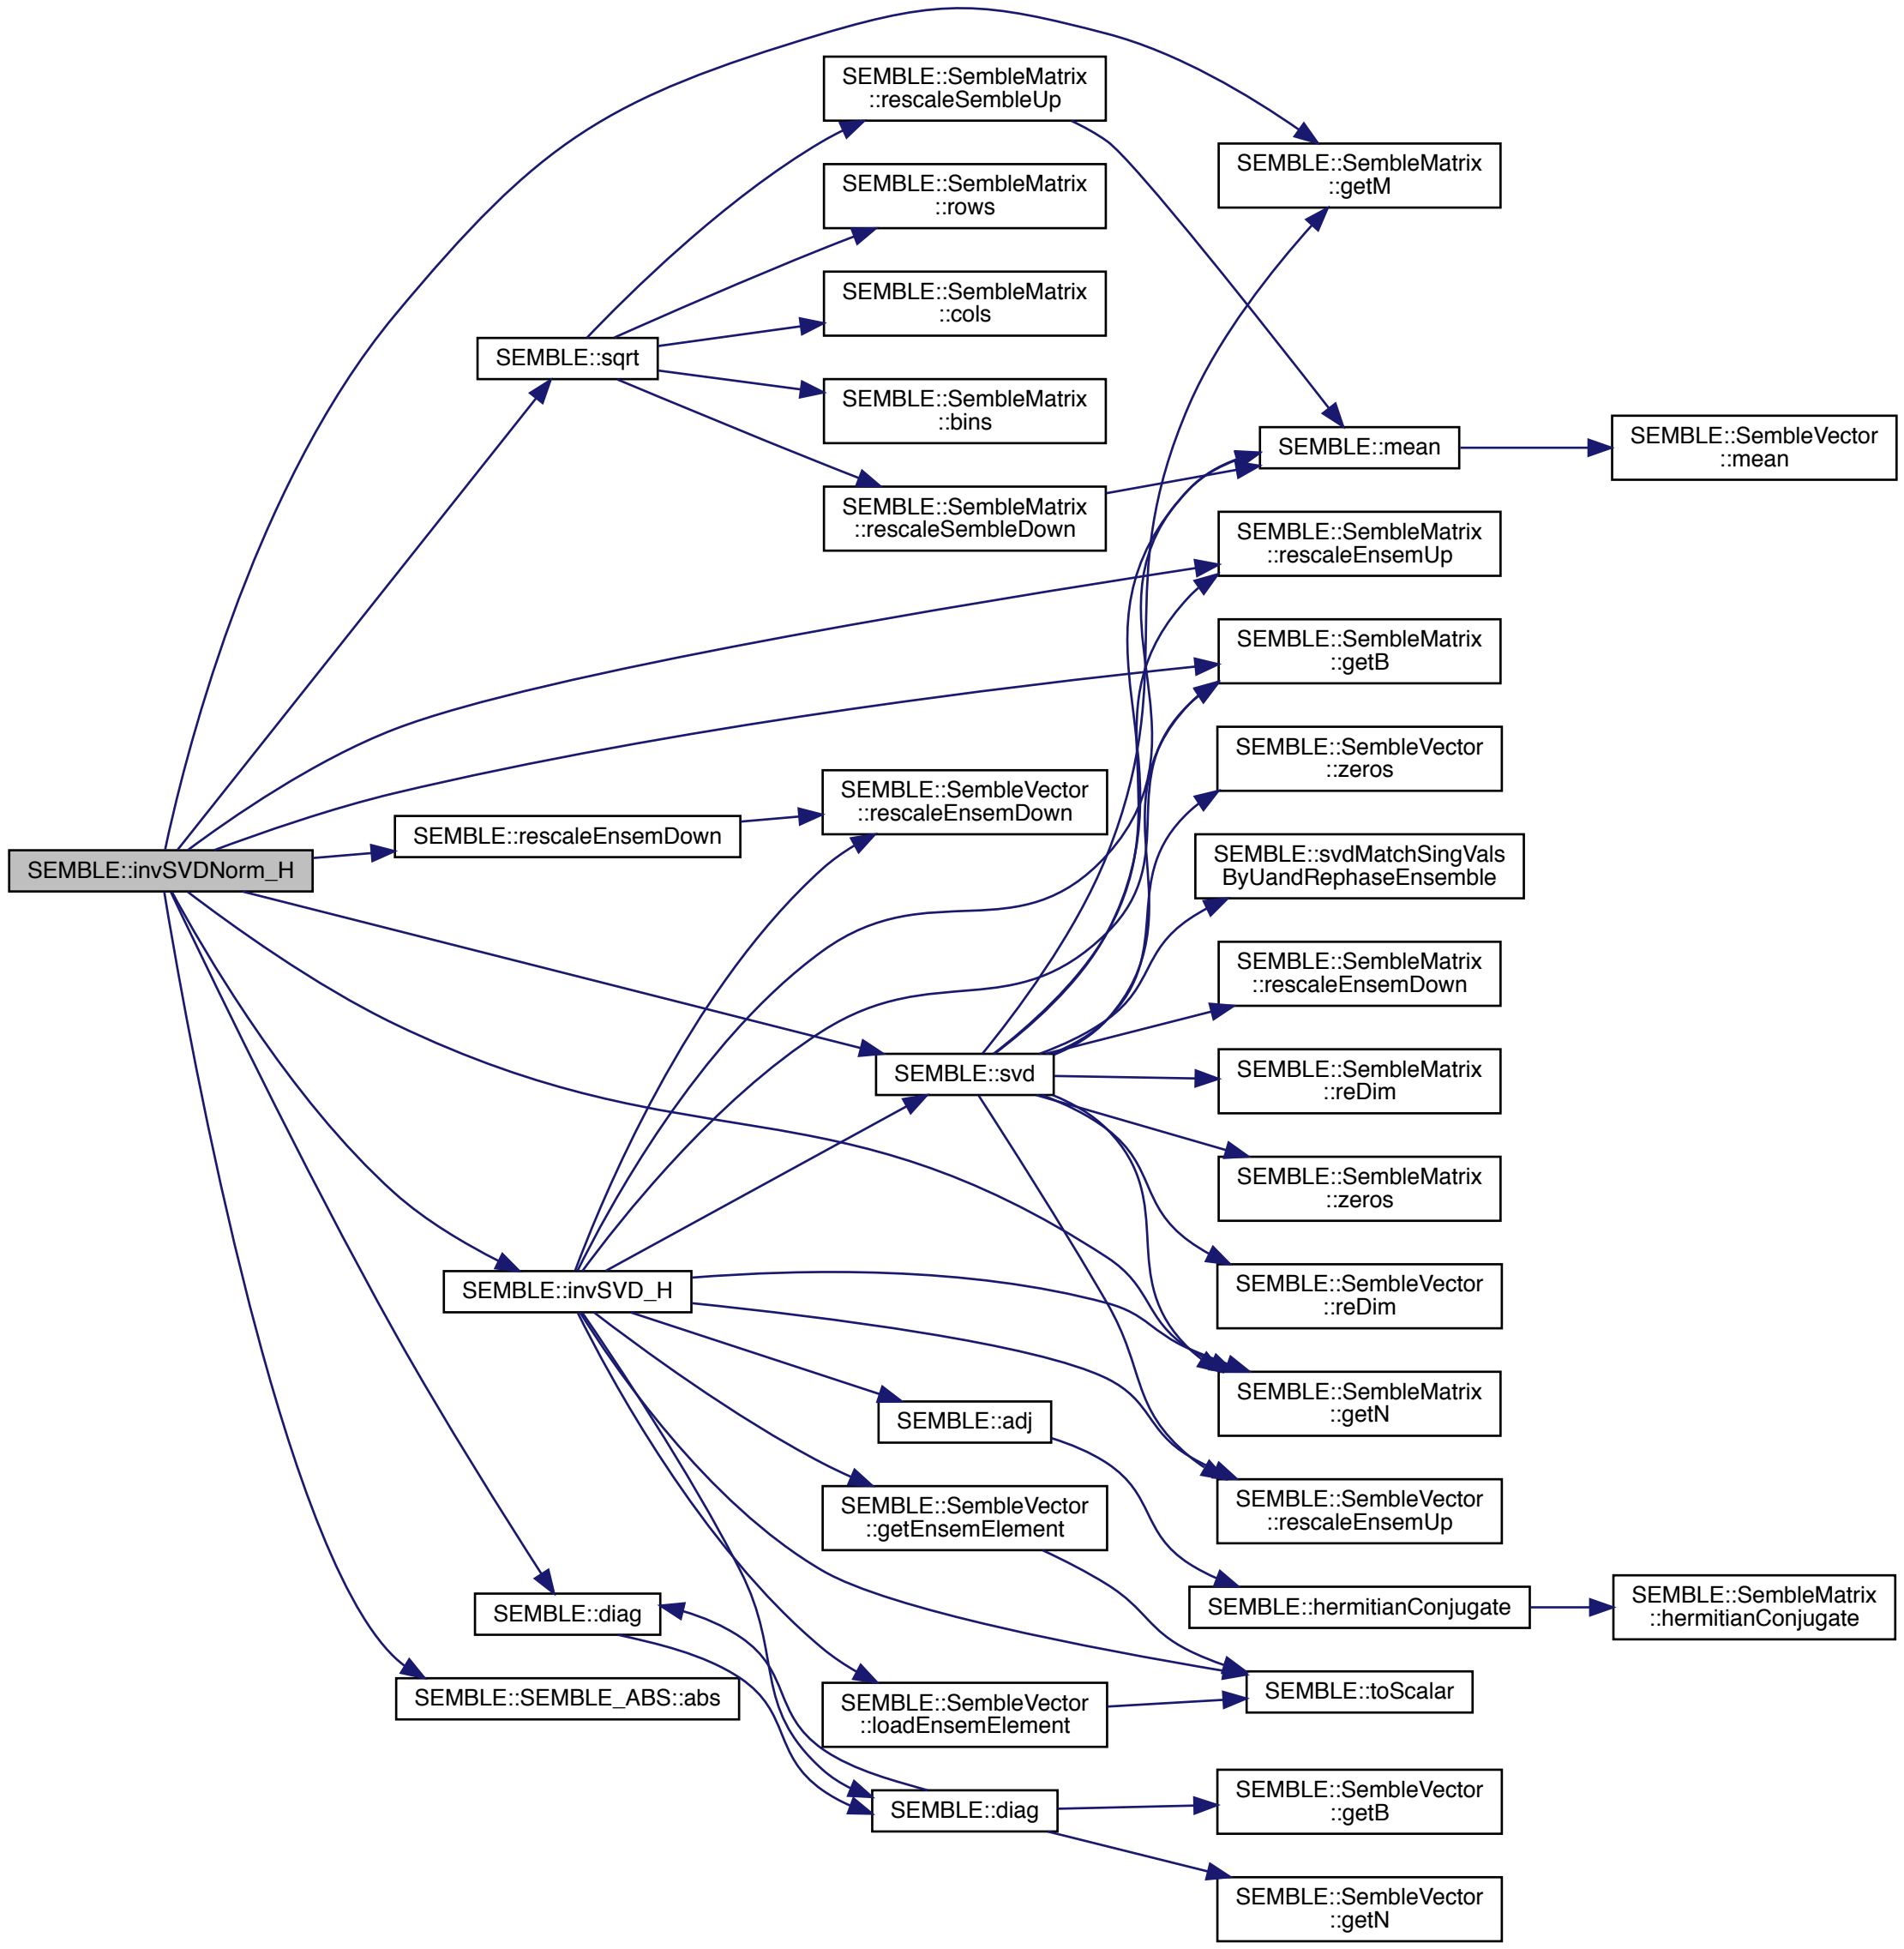 SEMBLE::SembleMatrix
::rescaleSembleUp
SEMBLE::SembleMatrix
::getM
SEMBLE::SembleMatrix
::rows
SEMBLE::SembleMatrix
::cols
SEMBLE::sqrt
SEMBLE::SembleMatrix
::bins
SEMBLE::mean
SEMBLE::SembleVector
::mean
SEMBLE::SembleMatrix
::rescaleSembleDown
SEMBLE::SembleMatrix
::rescaleEnsemUp
SEMBLE::SembleMatrix
::getB
SEMBLE::SembleVector
::zeros
SEMBLE::SembleVector
::rescaleEnsemDown
SEMBLE::rescaleEnsemDown
SEMBLE::invSVDNorm_H
SEMBLE::svdMatchSingVals
ByUandRephaseEnsemble
SEMBLE::SembleMatrix
::rescaleEnsemDown
SEMBLE::svd
SEMBLE::SembleMatrix
::reDim
SEMBLE::SembleMatrix
::zeros
SEMBLE::invSVD_H
SEMBLE::SembleVector
::reDim
SEMBLE::SembleMatrix
::getN
SEMBLE::adj
SEMBLE::SembleVector
::getEnsemElement
SEMBLE::SembleVector
::rescaleEnsemUp
SEMBLE::diag
SEMBLE::hermitianConjugate
SEMBLE::SembleMatrix
::hermitianConjugate
SEMBLE::SEMBLE_ABS::abs
SEMBLE::SembleVector
::loadEnsemElement
SEMBLE::toScalar
SEMBLE::diag
SEMBLE::SembleVector
::getB
SEMBLE::SembleVector
::getN